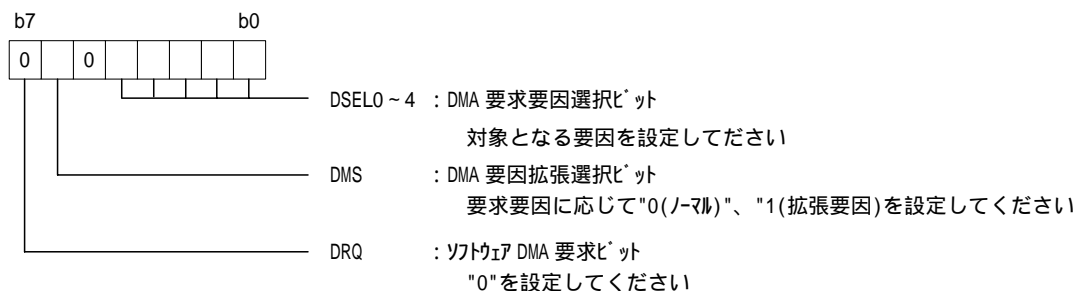 b7 b0
0 0
DSEL0 ~ 4 : DMA 要求要因選択ﾋﾞｯﾄ
対象となる要因を設定してださい
DMS : DMA 要因拡張選択ﾋﾞｯﾄ
要求要因に応じて"0(ﾉｰﾏﾙ)"、"1(拡張要因)を設定してください
DRQ : ｿﾌﾄｳｪｱ DMA 要求ﾋﾞｯﾄ
"0"を設定してください